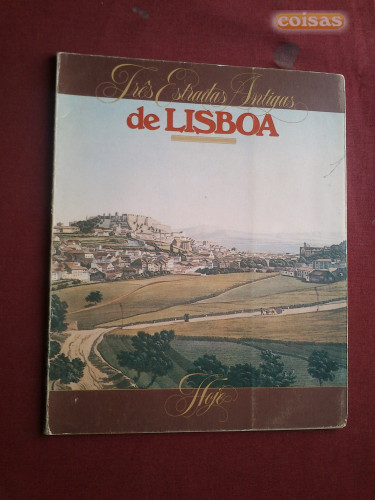 coisas
Três Estradas Antigas
de LISBOA
Hoje